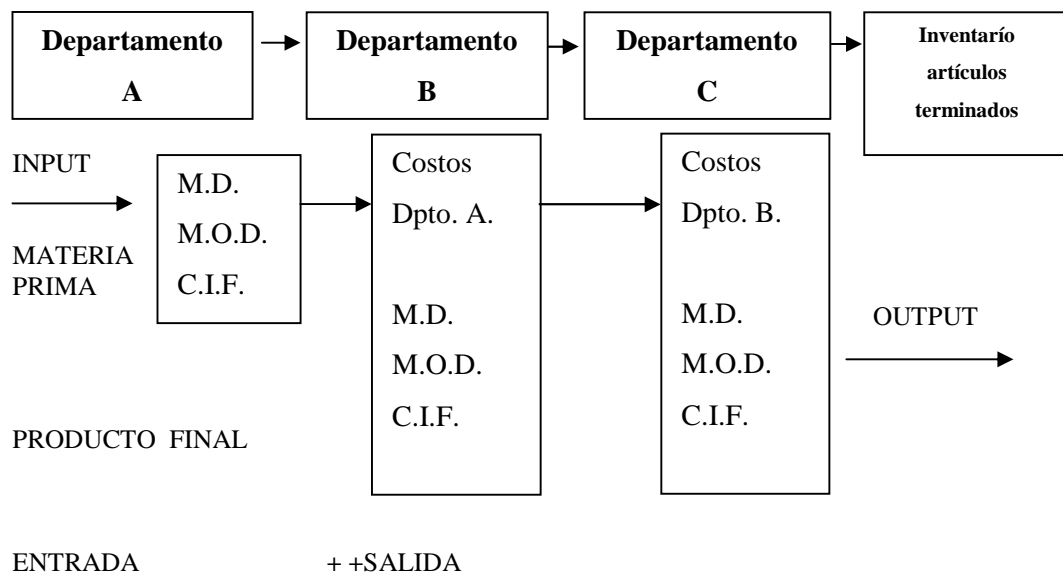 Departamento
A
Departamento
B
Departamento
C
Inventarío
artículos
terminados
INPUT
MATERIA
PRIMA
M.D.
M.O.D.
C.I.F.
Costos
Dpto. A.
M.D.
M.O.D.
C.I.F.
Costos
Dpto. B.
M.D.
M.O.D.
C.I.F.
OUTPUT
PRODUCTO FINAL
ENTRADA + +SALIDA